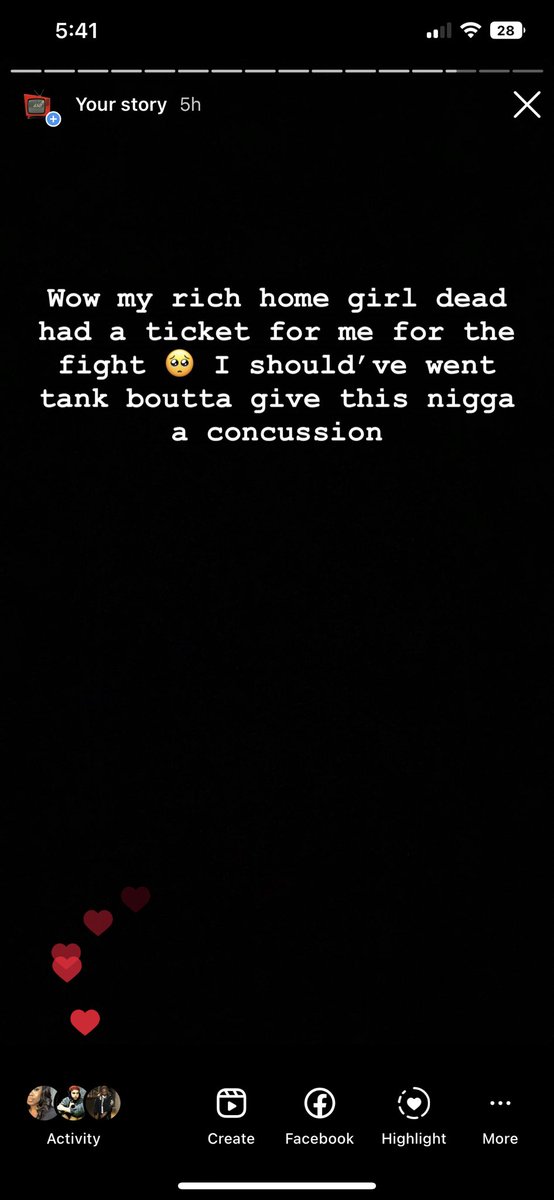 5:41
28
Your story 5h
Wow my rich home girl dead
had a ticket for me for the
fight 🥺 I should’ve went
tank boutta give this nigga
a concussion
Activity
Create
Facebook
Highlight
More